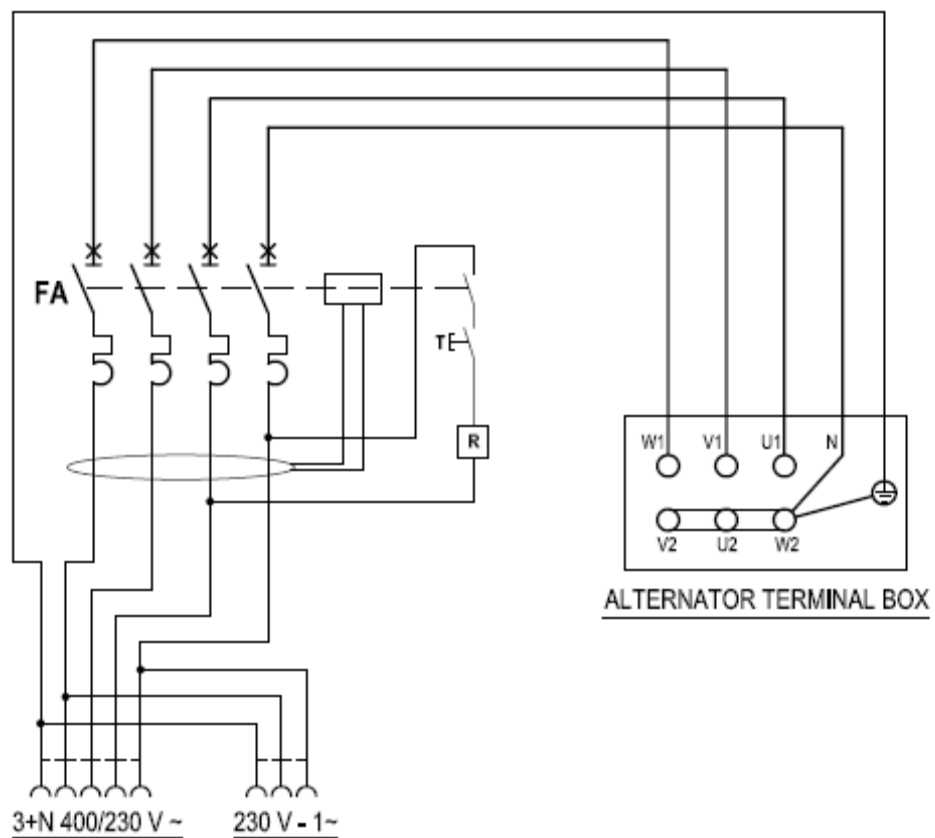 FA
T
R
W1 V1 U1 N
V2 U2 W2
ALTERNATOR TERMINAL BOX
3+N 400/230 V ~ 230 V - 1~